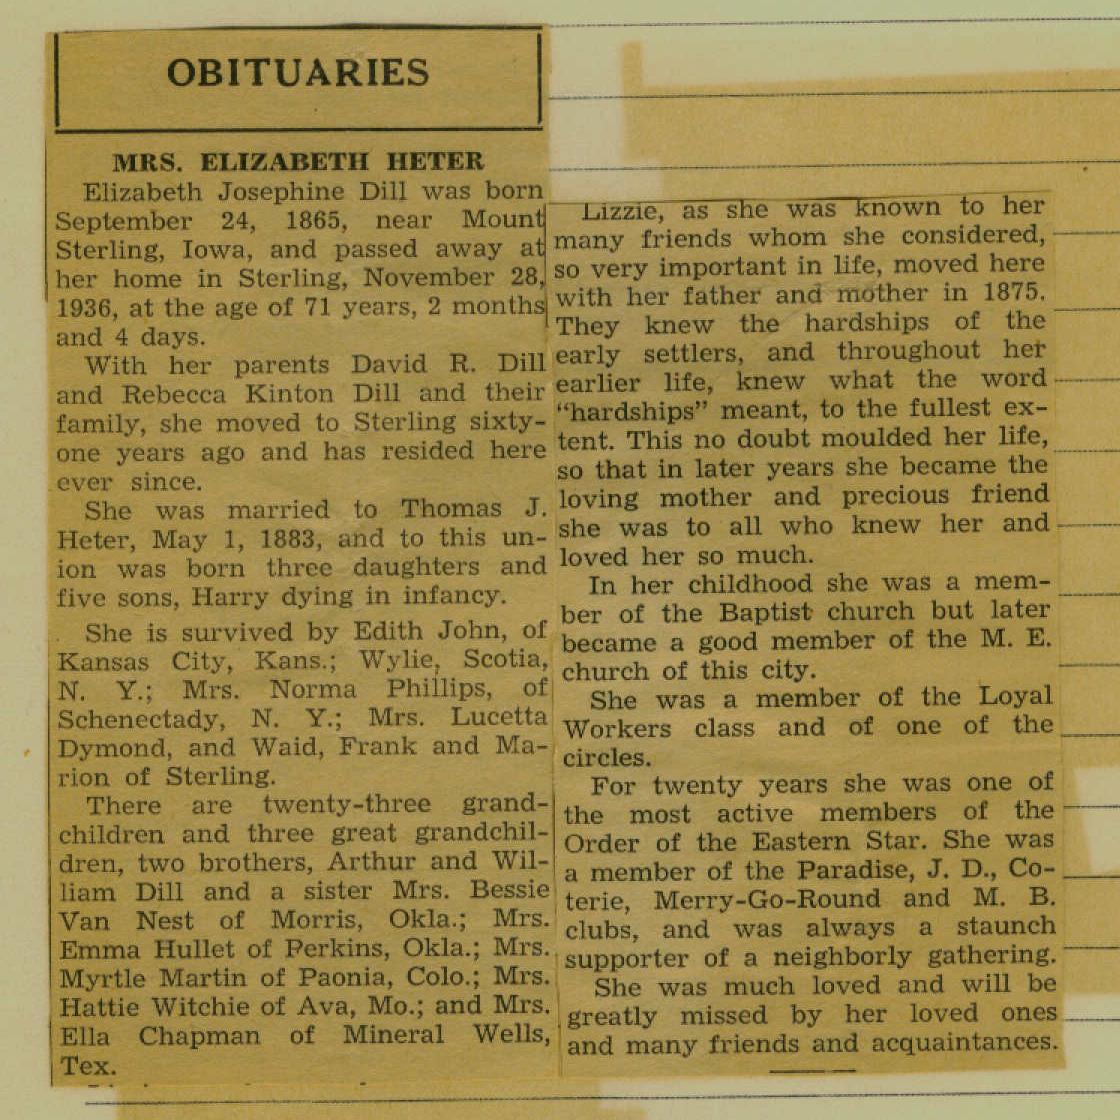 OBITUARIES
MRS. ELIZABETH HETER
Elizabeth Josephine Dill was born
September 24, 1865, near Mount
Sterling, Iowa, and passed away at
her home in Sterling, November 28,
1936, at the age of 71 years, 2 months
and 4 days.
With her parents David R. Dill
and Rebecca Kinton Dill and their
family, she moved to Sterling sixty-
one years ago and has resided here
ever since.
She was married to Thomas J.
Heter, May 1, 1883, and to this un-
ion was born three daughters and
five sons, Harry dying in infancy.
She is survived by Edith John, of
Kansas City, Kans.; Wylie, Scotia,
N. Y.; Mrs. Norma Phillips, of
Schenectady, N. Y.; Mrs. Lucetta
Dymond, and Waid, Frank and Ma-
rion of Sterling.
There are twenty-three grand-
children and three great grandchil-
dren, two brothers, Arthur and Wil-
liam Dill and a sister Mrs. Bessie
Van Nest of Morris, Okla.; Mrs.
Emma Hullet of Perkins, Okla.; Mrs.
Myrtle Martin of Paonia, Colo.; Mrs.
Hattie Witchie of Ava, Mo.; and Mrs.
Ella Chapman of Mineral Wells,
Tex.
Lizzie, as she was known to her
many friends whom she considered,
so very important in life, moved here
with her father and mother in 1875.
They knew the hardships of the
early settlers, and throughout her
earlier life, knew what the word
"hardships" meant, to the fullest ex-
tent. This no doubt moulded her life,
so that in later years she became the
loving mother and precious friend
she was to all who knew her and
loved her so much.
In her childhood she was a mem-
ber of the Baptist church but later
became a good member of the M. E.
church of this city.
She was a member of the Loyal
Workers class and of one of the
circles.
For twenty years she was one of
the most active members of the
Order of the Eastern Star. She was
a member of the Paradise, J. D., Co-
terie, Merry-Go-Round and M. B.
clubs, and was always a staunch
supporter of a neighborly gathering.
She was much loved and will be
greatly missed by her loved ones
and many friends and acquaintances.